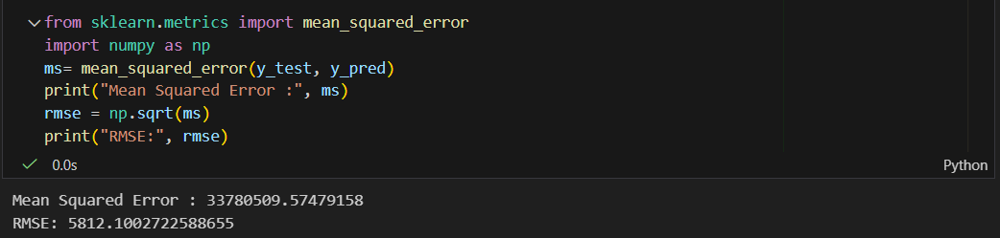 from sklearn.metrics import mean_squared_error
import numpy as np
ms= mean_squared_error(y_test, y_pred)
print("Mean Squared Error :", ms)
rmse = np.sqrt(ms)
print("RMSE:", rmse)
0.0s
Python
Mean Squared Error : 33780509.57479158
RMSE: 5812.1002722588655